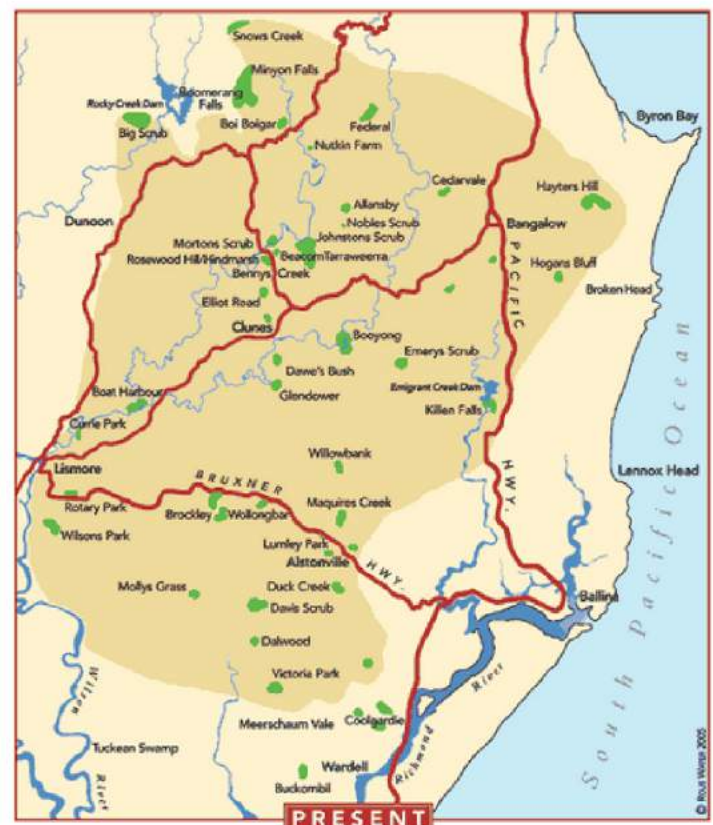 Snows Creek
Minyon Falls
Boomerang
Falls
Rocky Creek Dam
Big Scrub
Boi Boigar
Federal
Nutkin Farm
Byron Bay
Cedarvale
Hayters Hill
Dunoon
Allansby
Nobles Scrub
Bangalow
Mortons Scrub
Johnstons Scrub
Rosewood Hill/Hindmarsh
Beacom
Tarraweerra
Bennys Creek
Hogans Bluff
Broken Head
PACIFIC
Elliot Road
Clunes
Booyong
Emerys Scrub
Dawe's Bush
Glendower
Emigrant Creek Dam
Killen Falls
Boat Harbour
Currie Park
Lismore
Willowbank
Lennox Head
BRUXNER
HWY.
Rotary Park
Brockley
Wollongbar
Maquires Creek
Wilsons Park
Lumley Park
Alstonville
HWY.
Mollys Grass
Duck Creek
Davis Scrub
Ballina
Dalwood
Victoria Park
South Pacific Ocean
Wilson
River
Meerschaum Vale
Coolgardie
Richmond
River
Tuckean Swamp
Wardell
Buckombil
© ROUS WATER 2005
PRESENT